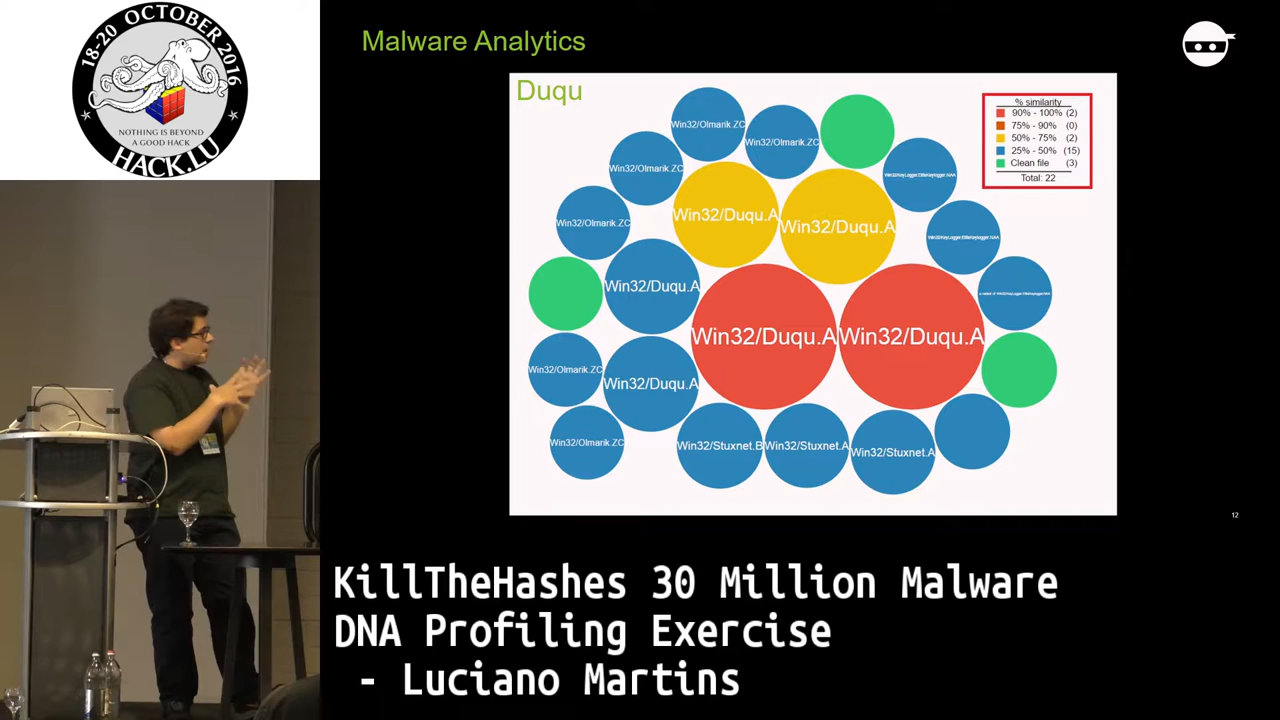 18-20 OCTOBER 2016
NOTHING IS BEYOND
A GOOD HACK
HACK.LU
Malware Analytics
Duqu
% similarity
90% - 100% (2)
75% - 90% (0)
50% - 75% (2)
25% - 50% (15)
Clean file (3)
Total: 22
Win32/Olmarik.ZC
Win32/Olmarik.ZC
Win32/Olmarik.ZC
Win32/Olmarik.ZC
Win32/Duqu.A
Win32/Duqu.A
Win32/Duqu.A
Win32/Duqu.A
Win32/Duqu.A
Win32/Olmarik.ZC
Win32/Duqu.A
Win32/Olmarik.ZC
Win32/Stuxnet.B
Win32/Stuxnet.A
Win32/Stuxnet.A
12
KillTheHashes 30 Million Malware
DNA Profiling Exercise
- Luciano Martins